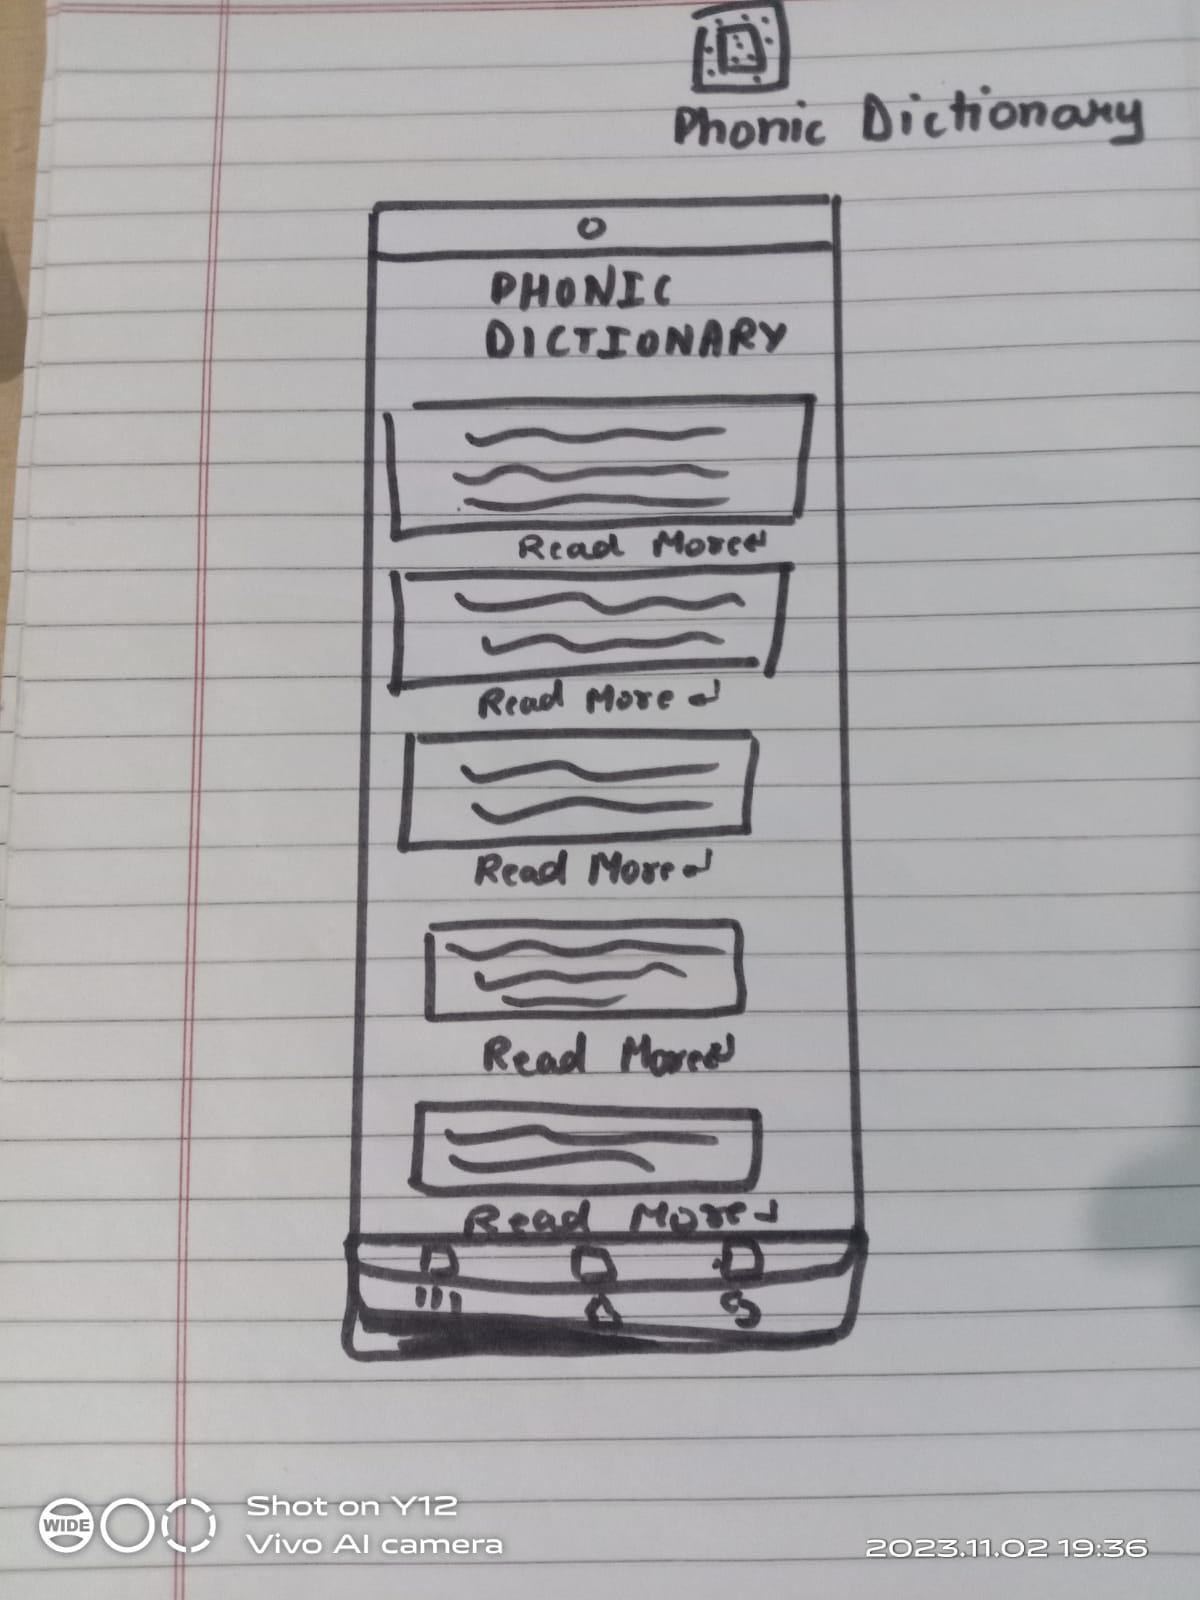 Phonic Dictionary
PHONIC
DICTIONARY
Read More
Read More
Read More
Read More
Read More
WIDE
Shot on Y12
Vivo AI camera
2023.11.02 19:36